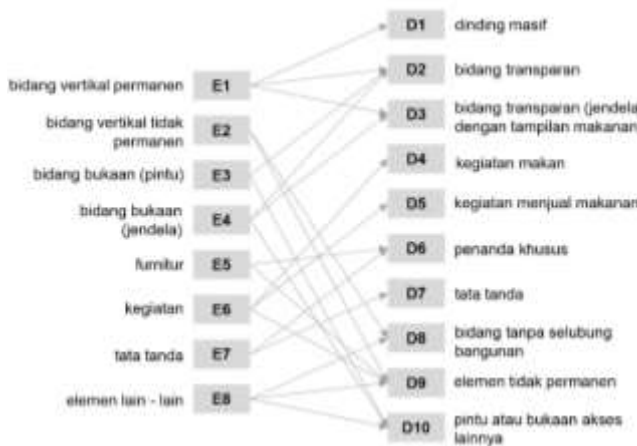 D1 dinding masif
bidang vertikal permanen E1 D2 bidang transparan
bidang vertikal tidak
permanen E2 D3 bidang transparan (jendela
dengan tampilan makanan
bidang bukaan (pintu) E3 D4 kegiatan makan
bidang bukaan
(jendela) E4 D5 kegiatan menjual makanan
furnitur E5 D6 penanda khusus
kegiatan E6 D7 tata tanda
tata tanda E7 D8 bidang tanpa selubung
bangunan
elemen lain - lain E8 D9 elemen tidak permanen
D10 pintu atau bukaan akses
lainnya